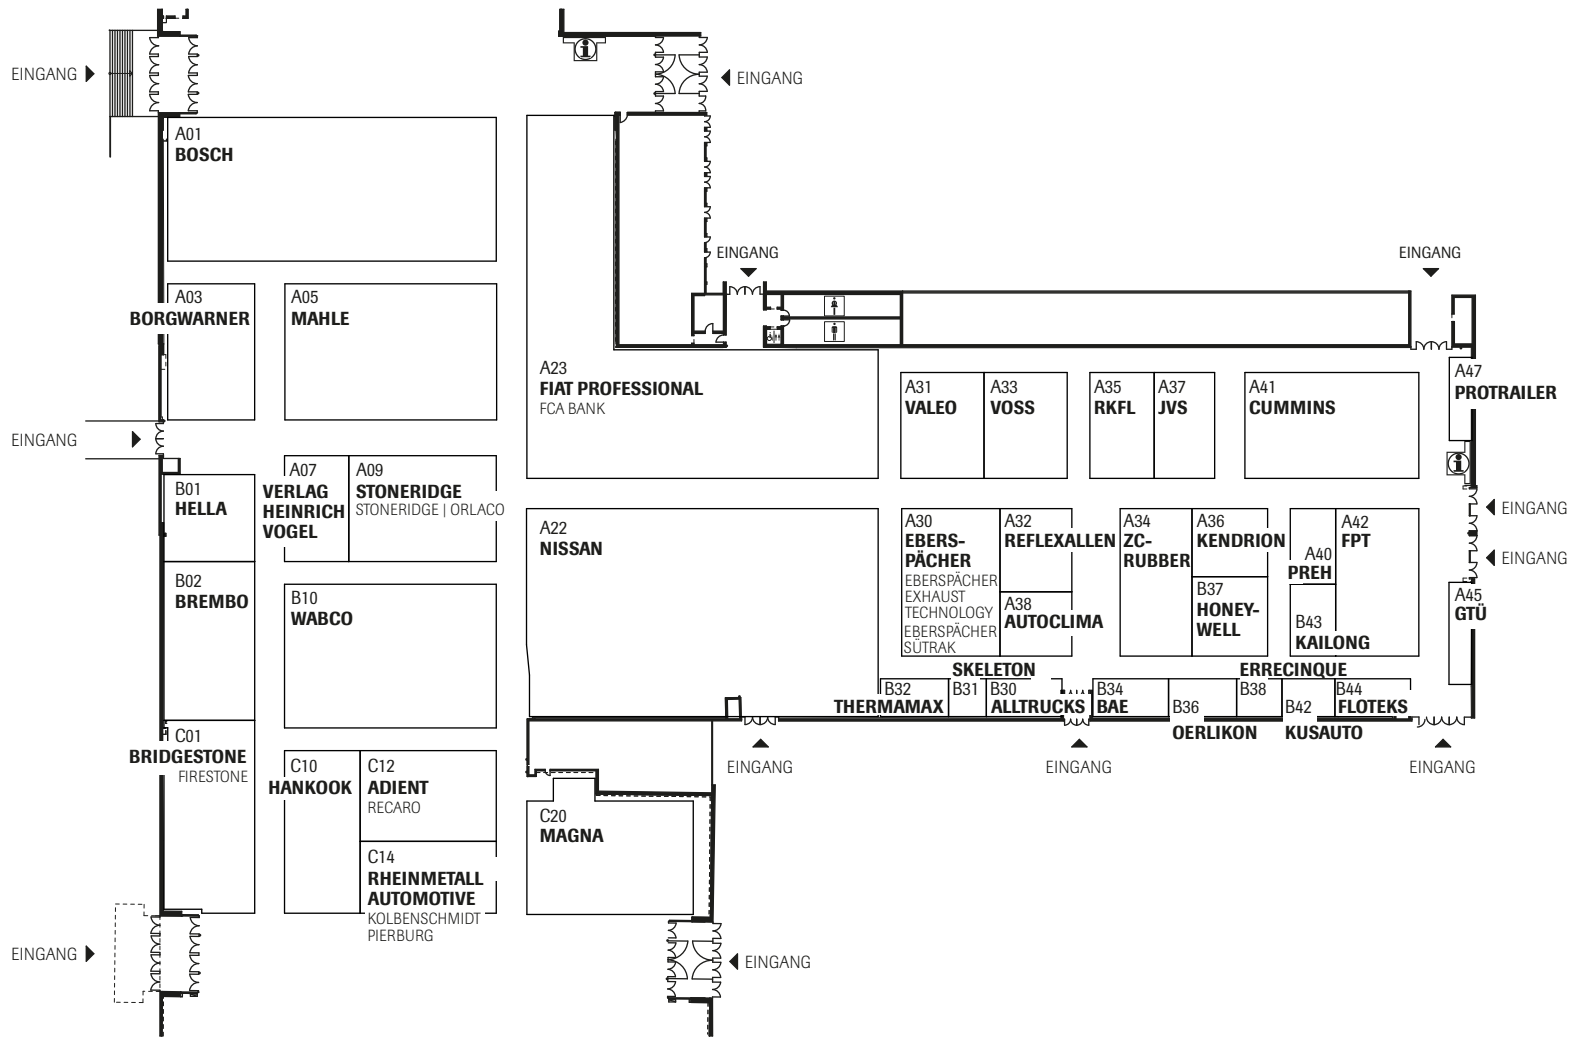 EINGANG
EINGANG
A01
BOSCH
EINGANG
EINGANG
A03
BORGWARNER
A05
MAHLE
A23
FIAT PROFESSIONAL
FCA BANK
A31
VALEO
A33
VOSS
A35
RKFL
A37
JVS
A41
CUMMINS
A47
PROTRAILER
EINGANG
A07
VERLAG
HEINRICH
VOGEL
A09
STONERIDGE
STONERIDGE | ORLACO
B01
HELLA
i
i
EINGANG
EINGANG
A22
NISSAN
A30
EBERS-
PÄCHER
EBERSPÄCHER
EXHAUST
TECHNOLOGY
EBERSPÄCHER
SÜTRAK
A32
REFLEXALLEN
A38
AUTOCLIMA
A34
ZC-
RUBBER
A36
KENDRION
B37
HONEY-
WELL
A40
PREH
A42
FPT
B43
KAILONG
A45
GTÜ
B02
BREMBO
B10
WABCO
SKELETON
ERRECINQUE
B32
THERMAMAX
B31
B30
ALLTRUCKS
B34
BAE
B36
OERLIKON
B38
B42
KUSAUTO
B44
FLOTEKS
EINGANG
EINGANG
EINGANG
C01
BRIDGESTONE
FIRESTONE
C10
HANKOOK
C12
ADIENT
RECARO
C14
RHEINMETALL
AUTOMOTIVE
KOLBENSCHMIDT
PIERBURG
C20
MAGNA
EINGANG
EINGANG